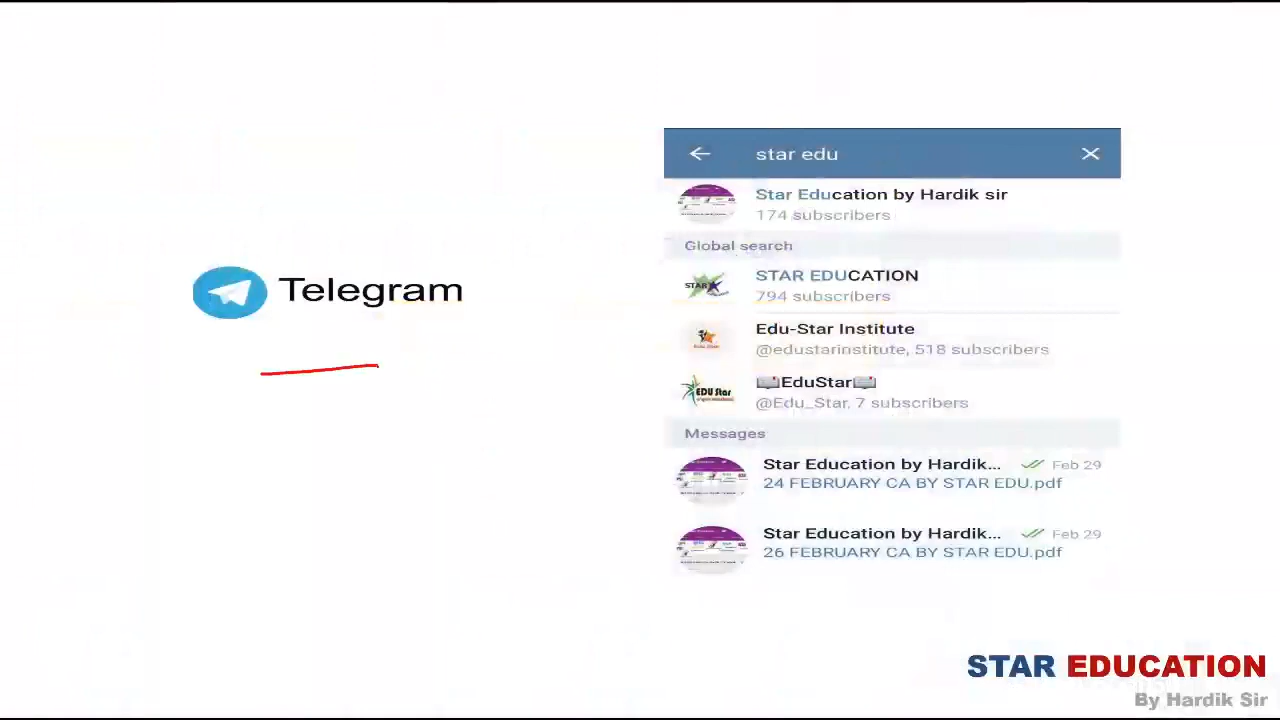 Telegram
star edu
Star Education by Hardik sir
174 subscribers
Global search
STAR EDUCATION
794 subscribers
Edu-Star Institute
@edustarinstitute, 518 subscribers
EduStar
@Edu_Star, 7 subscribers
Messages
Star Education by Hardik... Feb 29
24 FEBRUARY CA BY STAR EDU.pdf
Star Education by Hardik... Feb 29
26 FEBRUARY CA BY STAR EDU.pdf
STAR EDUCATION
By Hardik Sir
STAR
EDU Star